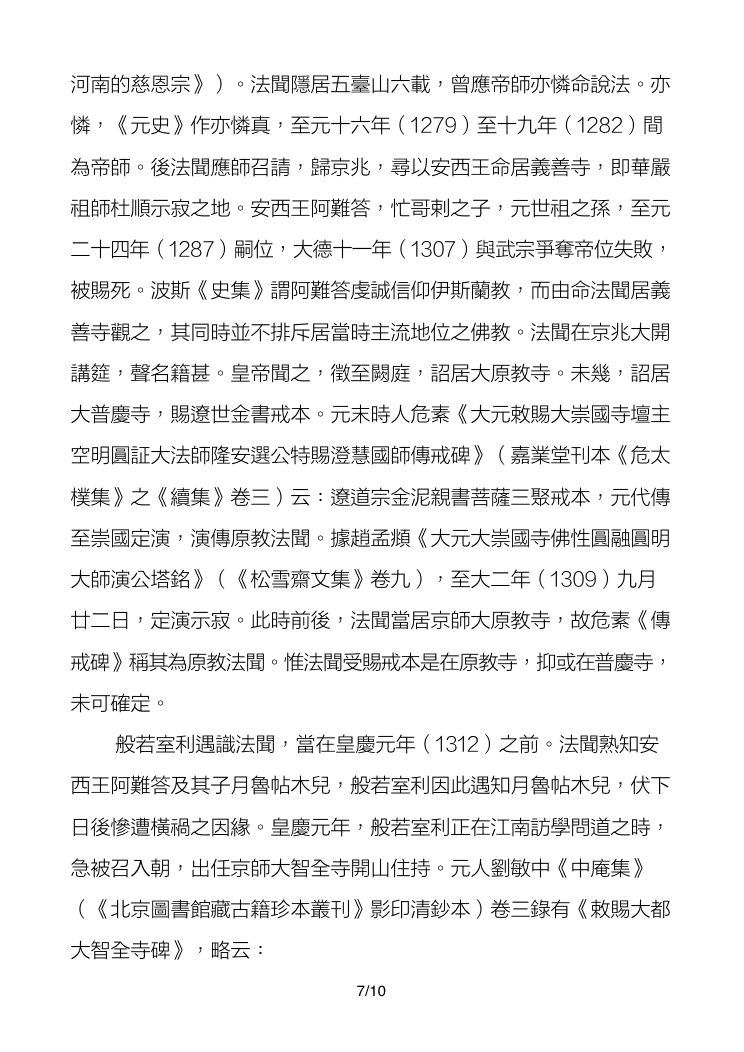 河南的慈恩宗》）。法聞隱居五臺山六載，曾應帝師亦憐命說法。亦
憐，《元史》作亦憐真，至元十六年（1279）至十九年（1282）間
為帝師。後法聞應師召請，歸京兆，尋以安西王命居義善寺，即華嚴
祖師杜順示寂之地。安西王阿難答，忙哥剌之子，元世祖之孫，至元
二十四年（1287）嗣位，大德十一年（1307）與武宗爭奪帝位失敗，
被賜死。波斯《史集》謂阿難答虔誠信仰伊斯蘭教，而由命法聞居義
善寺觀之，其同時並不排斥居當時主流地位之佛教。法聞在京兆大開
講筵，聲名籍甚。皇帝聞之，徵至闕庭，詔居大原教寺。未幾，詔居
大普慶寺，賜遼世金書戒本。元末時人危素《大元敕賜大崇國寺壇主
空明圓証大法師隆安選公特賜澄慧國師傳戒碑》（嘉業堂刊本《危太
樸集》之《續集》卷三）云：遼道宗金泥親書菩薩三聚戒本，元代傳
至崇國定演，演傳原教法聞。據趙孟頫《大元大崇國寺佛性圓融圓明
大師演公塔銘》（《松雪齋文集》卷九），至大二年（1309）九月
廿二日，定演示寂。此時前後，法聞當居京師大原教寺，故危素《傳
戒碑》稱其為原教法聞。惟法聞受賜戒本是在原教寺，抑或在普慶寺，
未可確定。
般若室利遇識法聞，當在皇慶元年（1312）之前。法聞熟知安
西王阿難答及其子月魯帖木兒，般若室利因此遇知月魯帖木兒，伏下
日後慘遭橫禍之因緣。皇慶元年，般若室利正在江南訪學問道之時，
急被召入朝，出任京師大智全寺開山住持。元人劉敏中《中庵集》
（《北京圖書館藏古籍珍本叢刊》影印清鈔本）卷三錄有《敕賜大都
大智全寺碑》，略云：
7/10